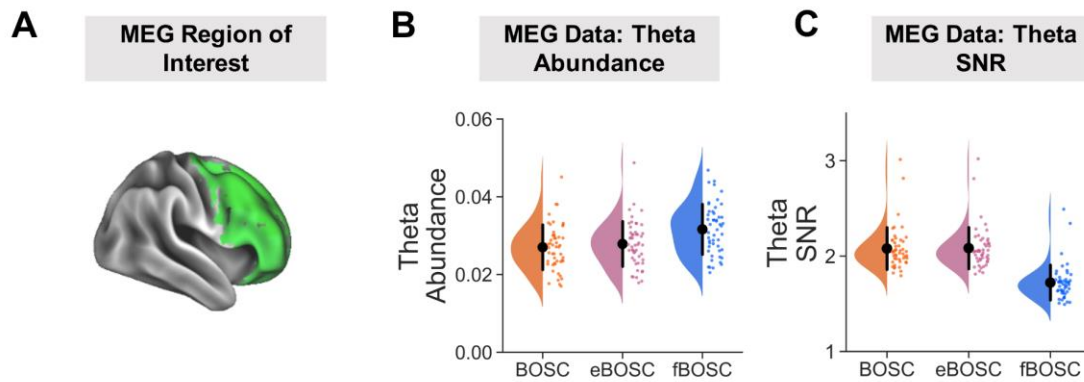 A
MEG Region of
Interest
B
MEG Data: Theta
Abundance
Theta
Abundance
0.06
0.04
0.02
0.00
BOSC eBOSC fBOSC
C
MEG Data: Theta
SNR
Theta
SNR
3
2
1
BOSC eBOSC fBOSC